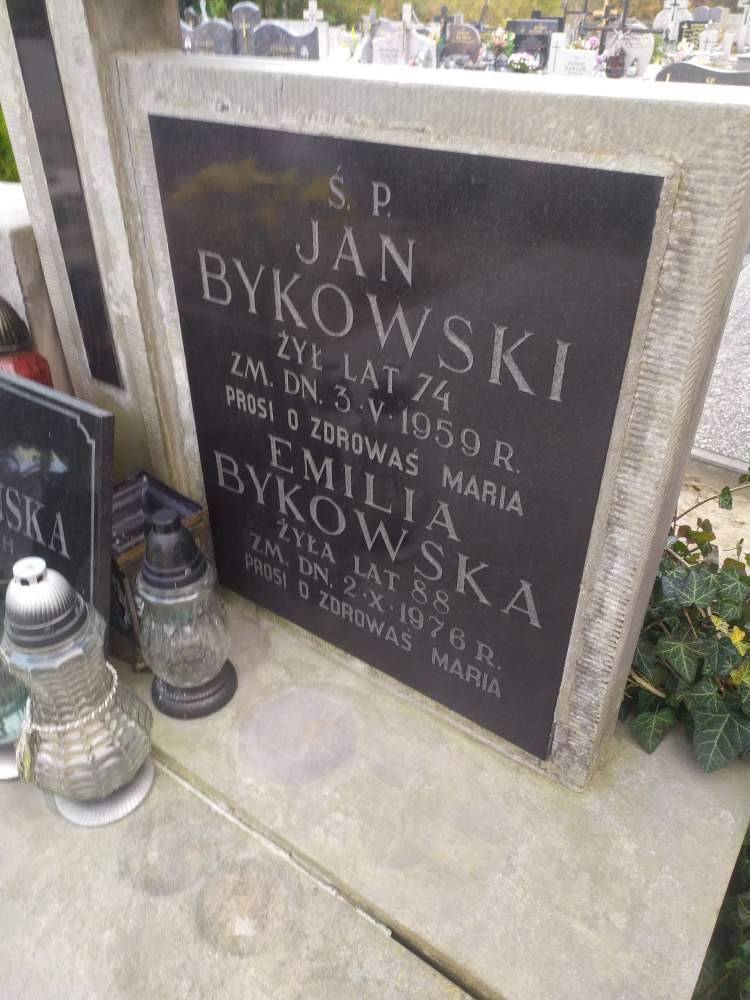 Ś. P.
JAN
BYKOWSKI
ŻYŁ LAT 74
ZM. DN. 3.V.1959 R.
PROSI O ZDROWAŚ MARIA
EMILIA
BYKOWSKA
ŻYŁA LAT 88
ZM. DN. 2.X.1976 R.
PROSI O ZDROWAŚ MARIA